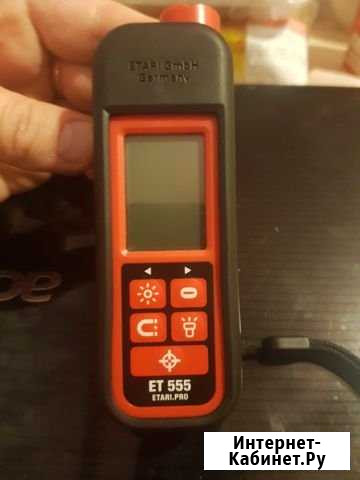 ETARI GmbH
Germany
ET 555
ETARI.PRO
Интернет-
Кабинет.Ру